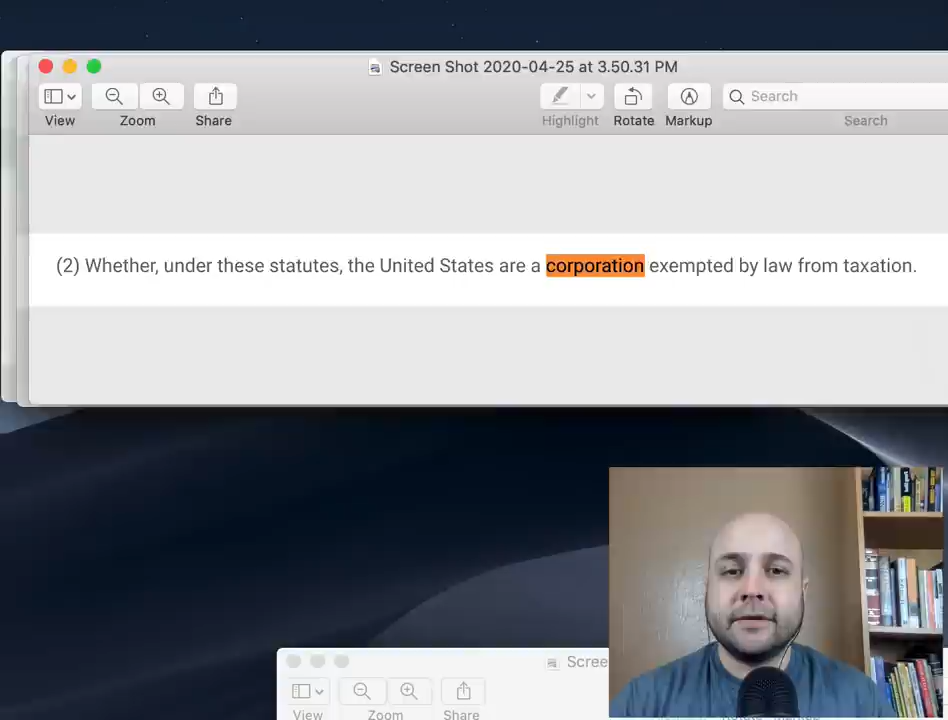 Screen Shot 2020-04-25 at 3.50.31 PM
View
Zoom
Share
Highlight
Rotate
Markup
Search
Search
(2) Whether, under these statutes, the United States are a corporation exempted by law from taxation.
Scree
View
Zoom
Share